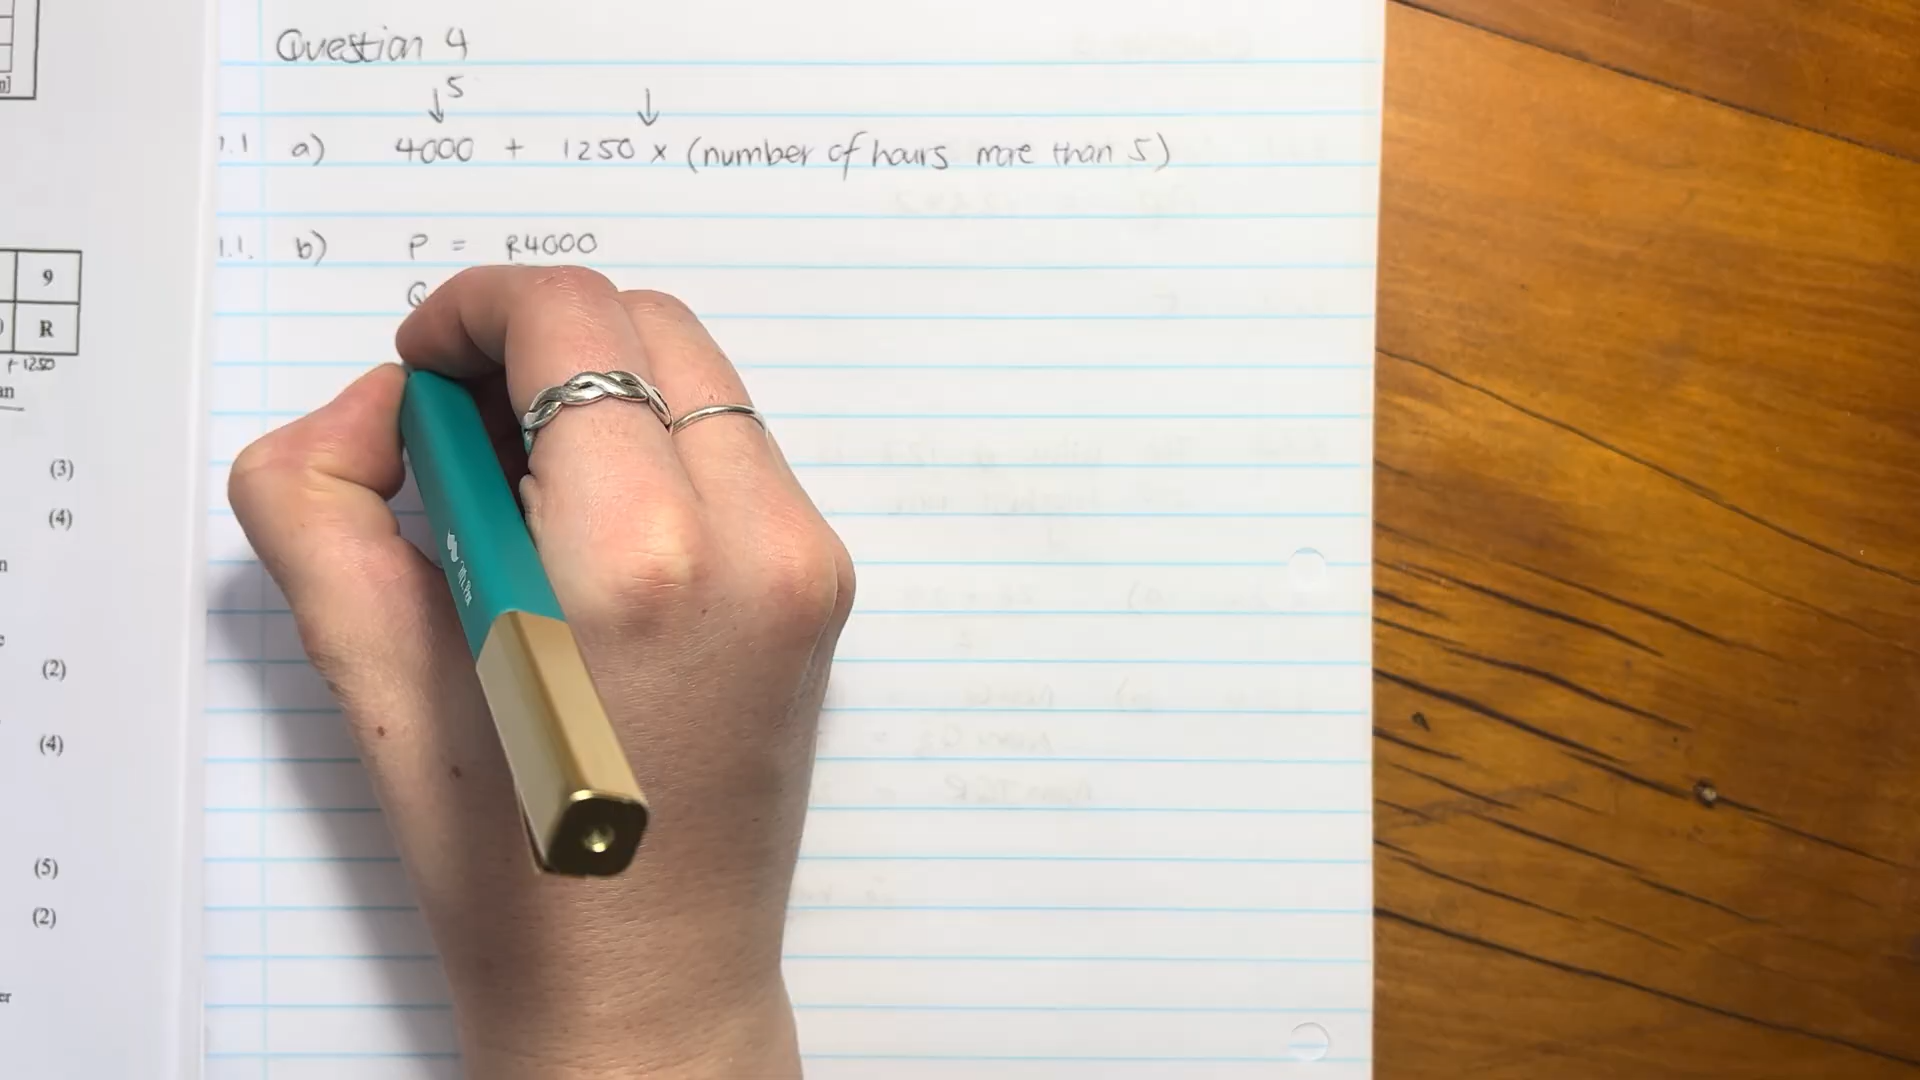 Question 4
5
1.1 a) 4000 + 1250 x (number of hours more than 5)
1.1. b) P = R4000
Q
9
R
+ 1250
(3)
(4)
(2)
(4)
(5)
(2)